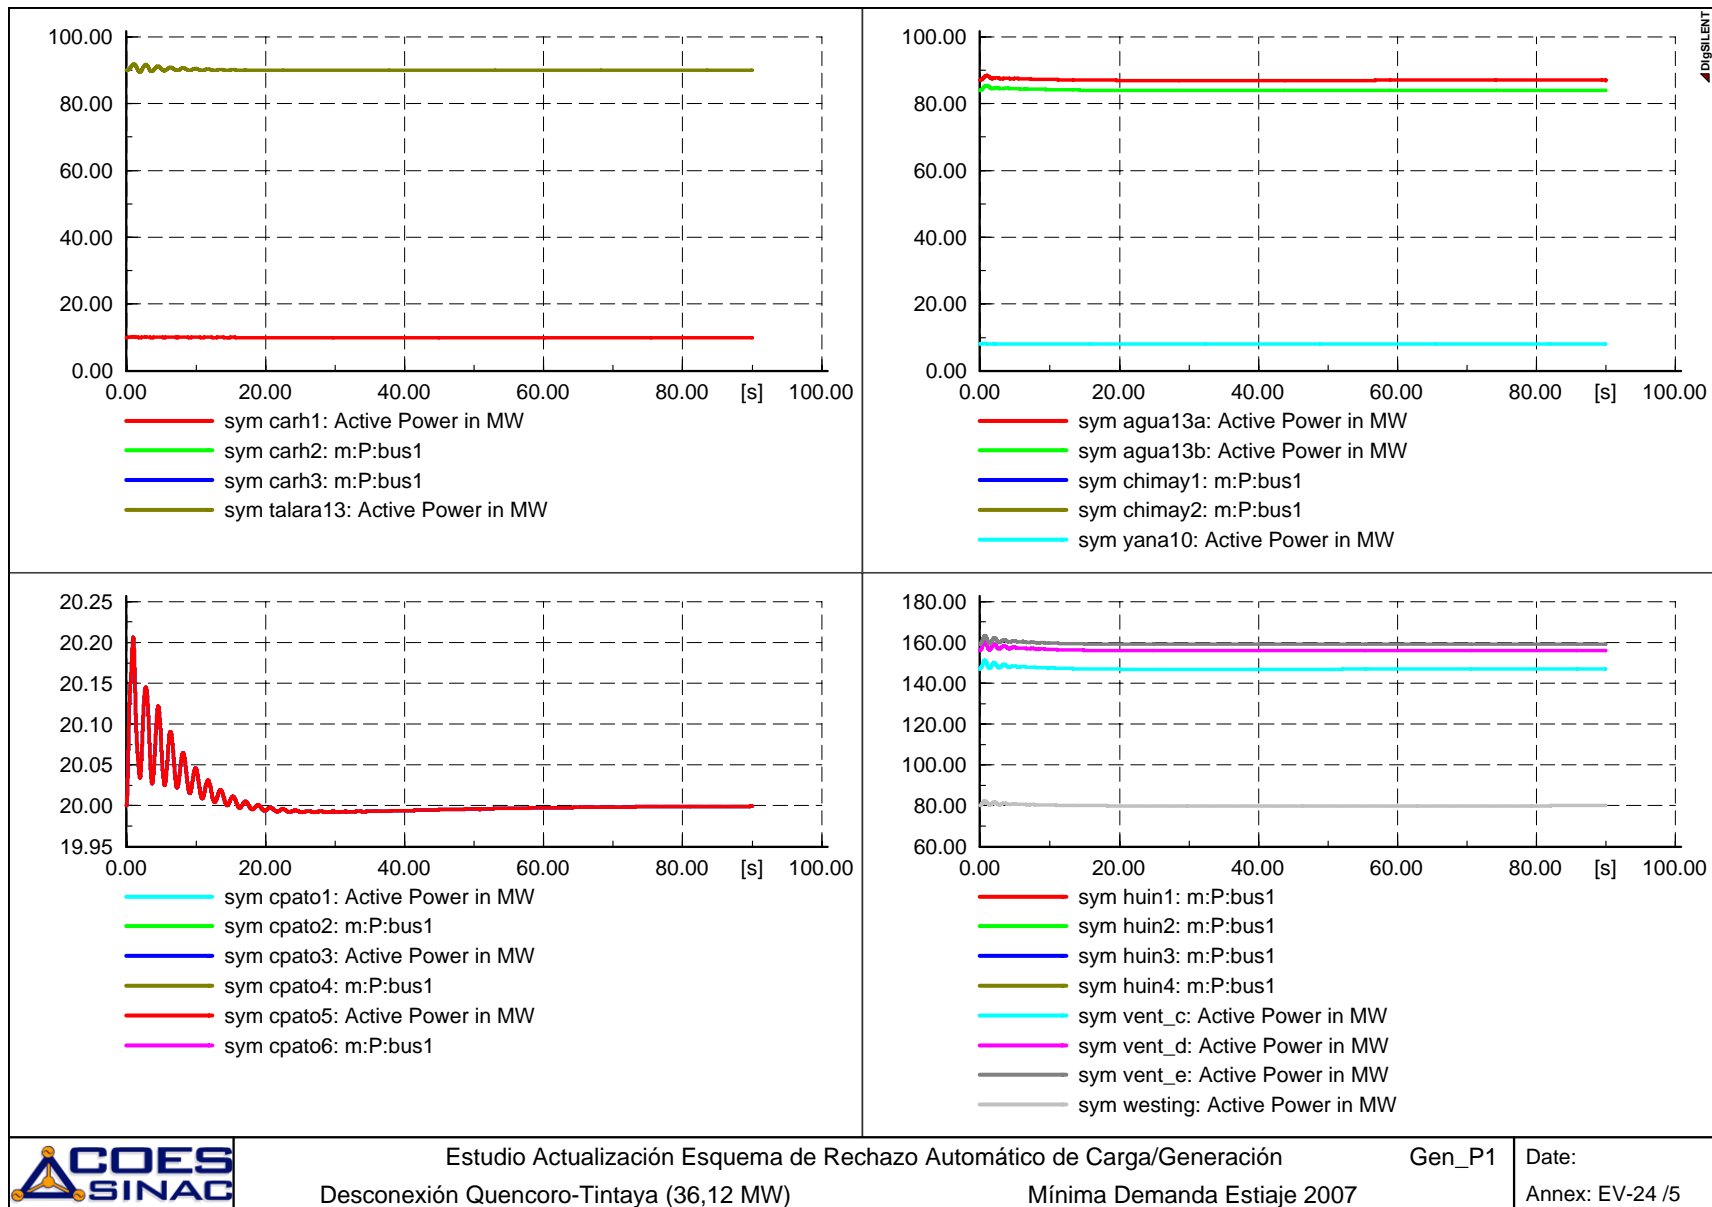 DIgSILENT
100.00
80.00
60.00
40.00
20.00
0.00
0.00 20.00 40.00 60.00 80.00 [s] 100.00
sym carh1: Active Power in MW
sym carh2: m:P:bus1
sym carh3: m:P:bus1
sym talara13: Active Power in MW
100.00
80.00
60.00
40.00
20.00
0.00
0.00 20.00 40.00 60.00 80.00 [s] 100.00
sym agua13a: Active Power in MW
sym agua13b: Active Power in MW
sym chimay1: m:P:bus1
sym chimay2: m:P:bus1
sym yana10: Active Power in MW
20.25
20.20
20.15
20.10
20.05
20.00
19.95
0.00 20.00 40.00 60.00 80.00 [s] 100.00
sym cpato1: Active Power in MW
sym cpato2: m:P:bus1
sym cpato3: Active Power in MW
sym cpato4: m:P:bus1
sym cpato5: Active Power in MW
sym cpato6: m:P:bus1
180.00
160.00
140.00
120.00
100.00
80.00
60.00
0.00 20.00 40.00 60.00 80.00 [s] 100.00
sym huin1: m:P:bus1
sym huin2: m:P:bus1
sym huin3: m:P:bus1
sym huin4: m:P:bus1
sym vent_c: Active Power in MW
sym vent_d: Active Power in MW
sym vent_e: Active Power in MW
sym westing: Active Power in MW
COES
SINAC
Estudio Actualización Esquema de Rechazo Automático de Carga/Generación Gen_P1
Desconexión Quencoro-Tintaya (36,12 MW) Mínima Demanda Estiaje 2007
Date:
Annex: EV-24 /5